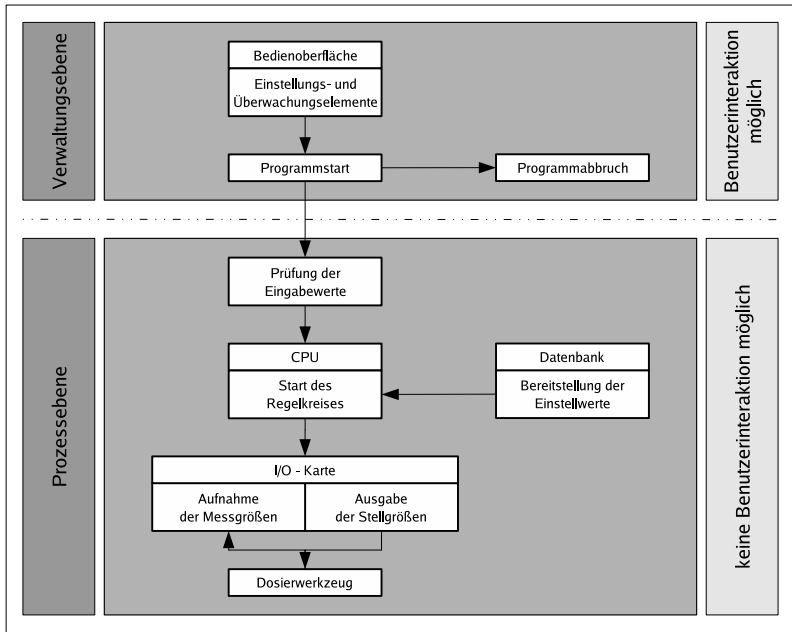 Verwaltungsebene
Bedienoberfläche
Einstellungs- und
Überwachungselemente
Programmstart
Programmabbruch
Benutzerinteraktion
möglich
Prozessebene
Prüfung der
Eingabewerte
CPU
Start des
Regelkreises
Datenbank
Bereitstellung der
Einstellwerte
I/O - Karte
Aufnahme
der Messgrößen
Ausgabe
der Stellgrößen
Dosierwerkzeug
keine Benutzerinteraktion möglich